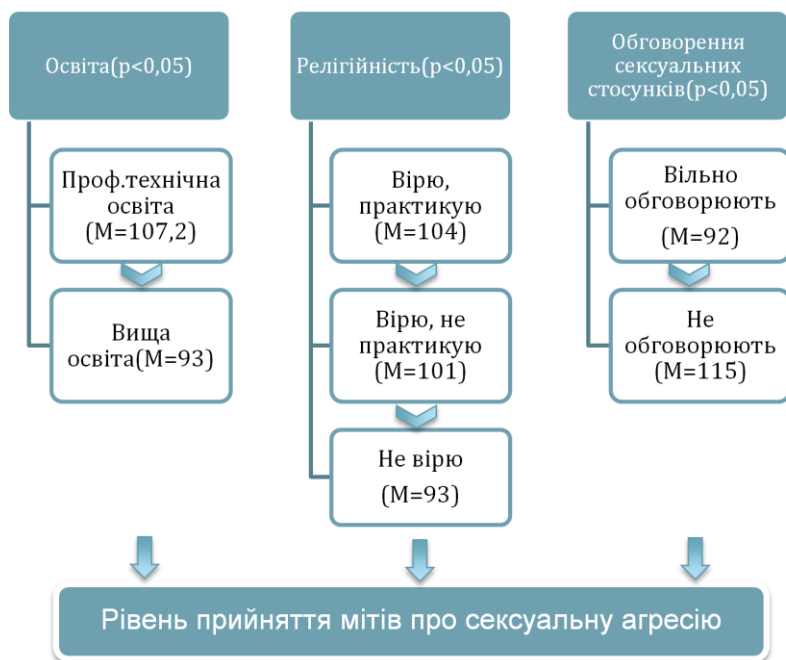 Освіта(p<0,05)
Проф.технічна
освіта
(М=107,2)
Вища
освіта(М=93)
Релігійність(p<0,05)
Вірю,
практикую
(М=104)
Вірю, не
практикую
(М=101)
Не вірю
(М=93)
Обговорення
сексуальних
стосунків(p<0,05)
Вільно
обговорюють
(М=92)
Не
обговорюють
(М=115)
Рівень прийняття мітів про сексуальну агресію